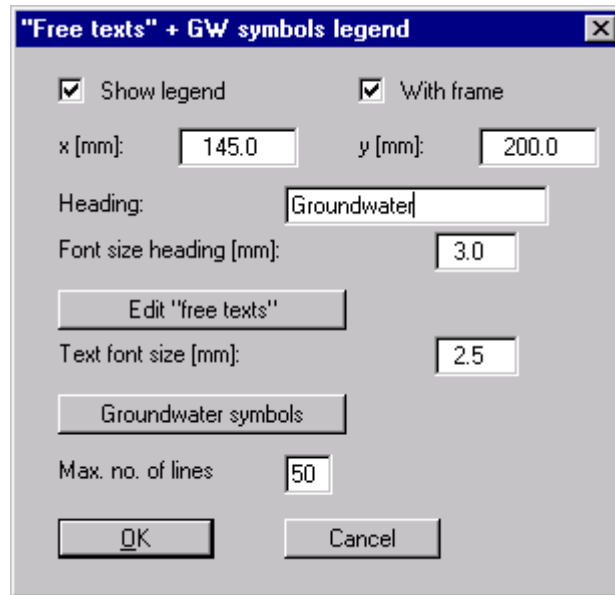 "Free texts" + GW symbols legend
Show legend With frame
x [mm]: 145.0 y [mm]: 200.0
Heading: Groundwater
Font size heading [mm]: 3.0
Edit "free texts"
Text font size [mm]: 2.5
Groundwater symbols
Max. no. of lines 50
OK Cancel